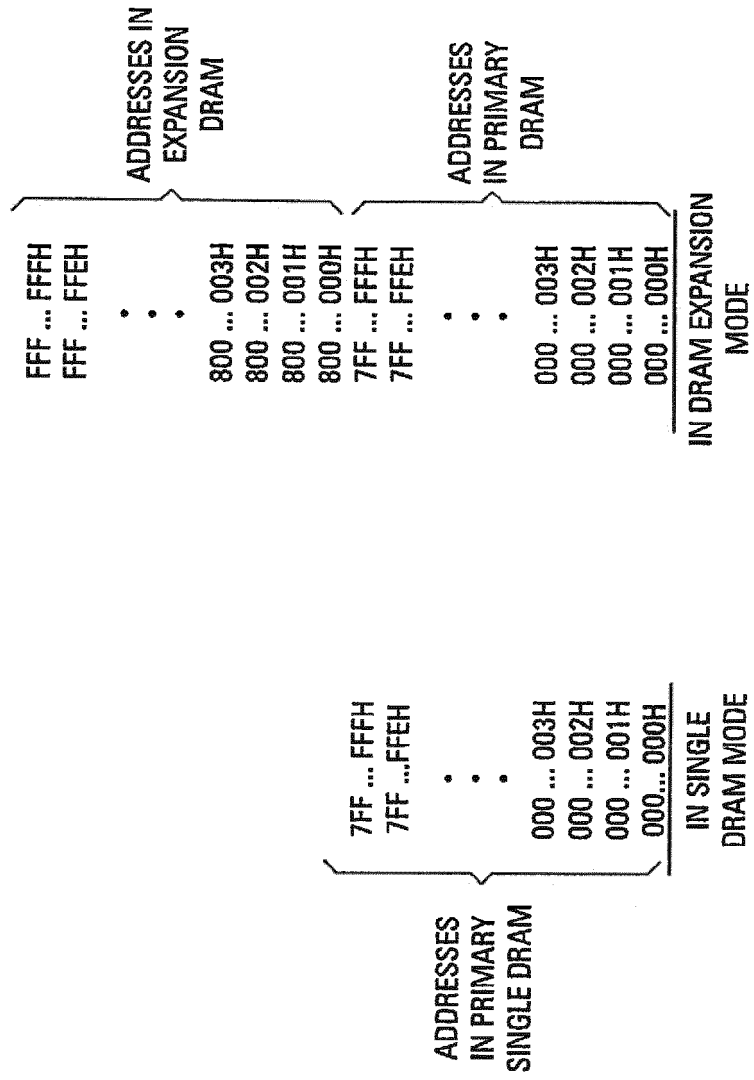 ADDRESSES
IN PRIMARY
SINGLE DRAM
7FF ... FFFH
7FF ...FFEH
000 ... 003H
000 ... 002H
000 ... 001H
000... 000H
IN SINGLE
DRAM MODE
FFF ... FFFH
FFF ... FFEH
800 ... 003H
800 ... 002H
800 ... 001H
800 ... 000H
7FF ... FFFH
7FF ... FFEH
000 ... 003H
000 ... 002H
000 ... 001H
000 ... 000H
IN DRAM EXPANSION
MODE
ADDRESSES IN
EXPANSION
DRAM
ADDRESSES
IN PRIMARY
DRAM